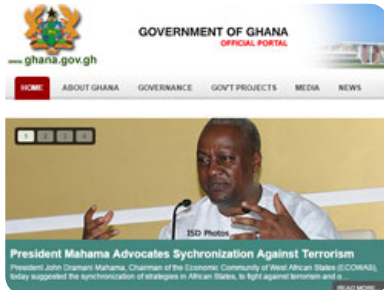 GOVERNMENT OF GHANA
OFFICIAL PORTAL
www.ghana.gov.gh
HOME ABOUT GHANA GOVERNANCE GOV'T PROJECTS MEDIA NEWS
1 2 3 4
ISD Photos
President Mahama Advocates Sychronization Against Terrorism
President John Dramani Mahama, Chairman of the Economic Community of West African States (ECOWAS),
today suggested the synchronization of strategies in African States, to fight against terrorism and o...
READ MORE